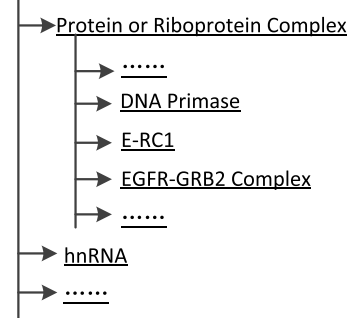 Protein or Riboprotein Complex
......
DNA Primase
E-RC1
EGFR-GRB2 Complex
......
hnRNA
......